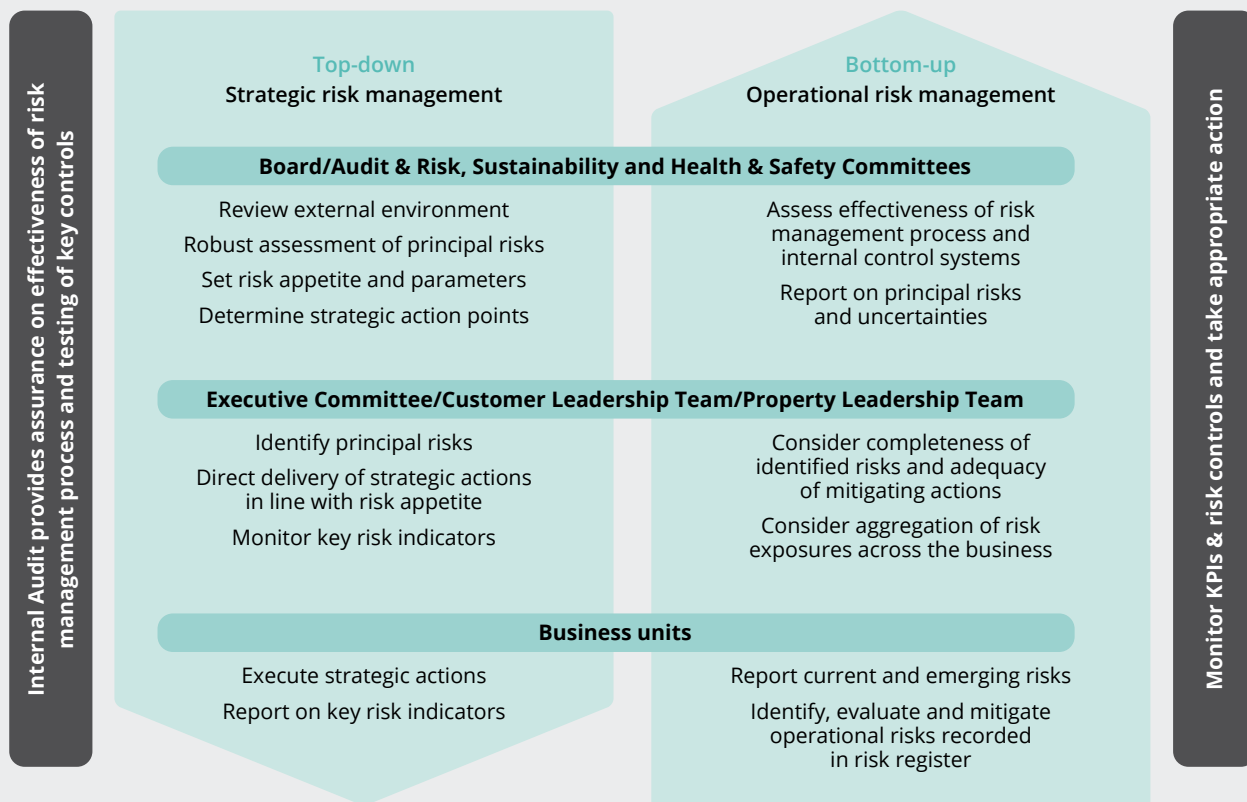 Internal Audit provides assurance on effectiveness of risk
management process and testing of key controls
Top-down
Strategic risk management
Bottom-up
Operational risk management
Board/Audit & Risk, Sustainability and Health & Safety Committees
Review external environment
Robust assessment of principal risks
Set risk appetite and parameters
Determine strategic action points
Assess effectiveness of risk
management process and
internal control systems
Report on principal risks
and uncertainties
Executive Committee/Customer Leadership Team/Property Leadership Team
Identify principal risks
Direct delivery of strategic actions
in line with risk appetite
Monitor key risk indicators
Consider completeness of
identified risks and adequacy
of mitigating actions
Consider aggregation of risk
exposures across the business
Business units
Execute strategic actions
Report on key risk indicators
Report current and emerging risks
Identify, evaluate and mitigate
operational risks recorded
in risk register
Monitor KPIs & risk controls and take appropriate action